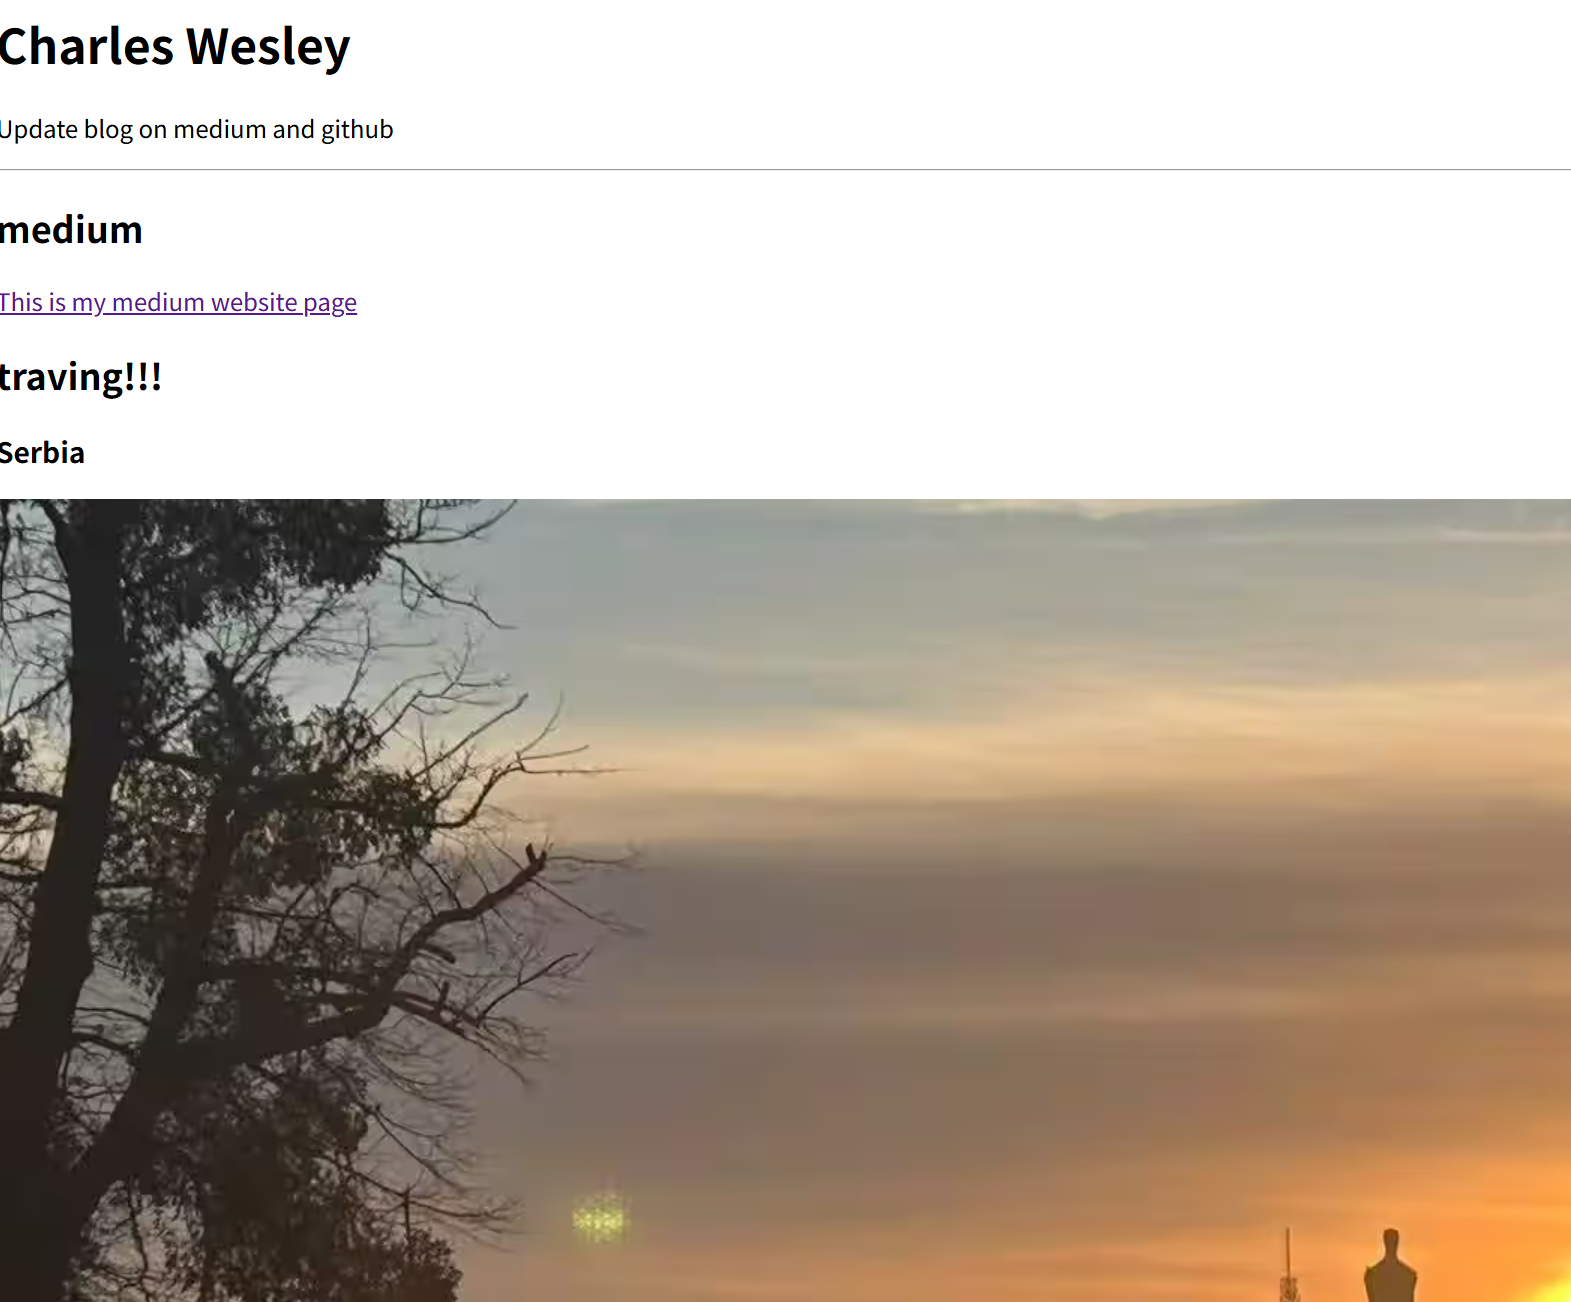 Charles Wesley
Update blog on medium and github
medium
This is my medium website page
traving!!!
Serbia